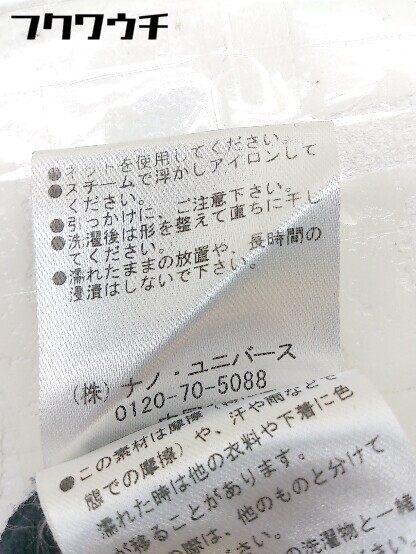 フクワウチ
●ネットを使用してください。
●スチームで浮かしアイロンして
ください。
●引っかけに、ご注意下さい。
●洗濯後は形を整えて直ちに干し
てください。
●濡れたままの放置や、長時間の
浸漬はしないで下さい。
(株) ナノ・ユニバース
0120-70-5088
●この素材は摩擦
態での摩擦)や、汗や雨などで
濡れた時は他の衣料や下着に色
が移ることがあります。
は、他のものと分けて
の洗濯物と一緒